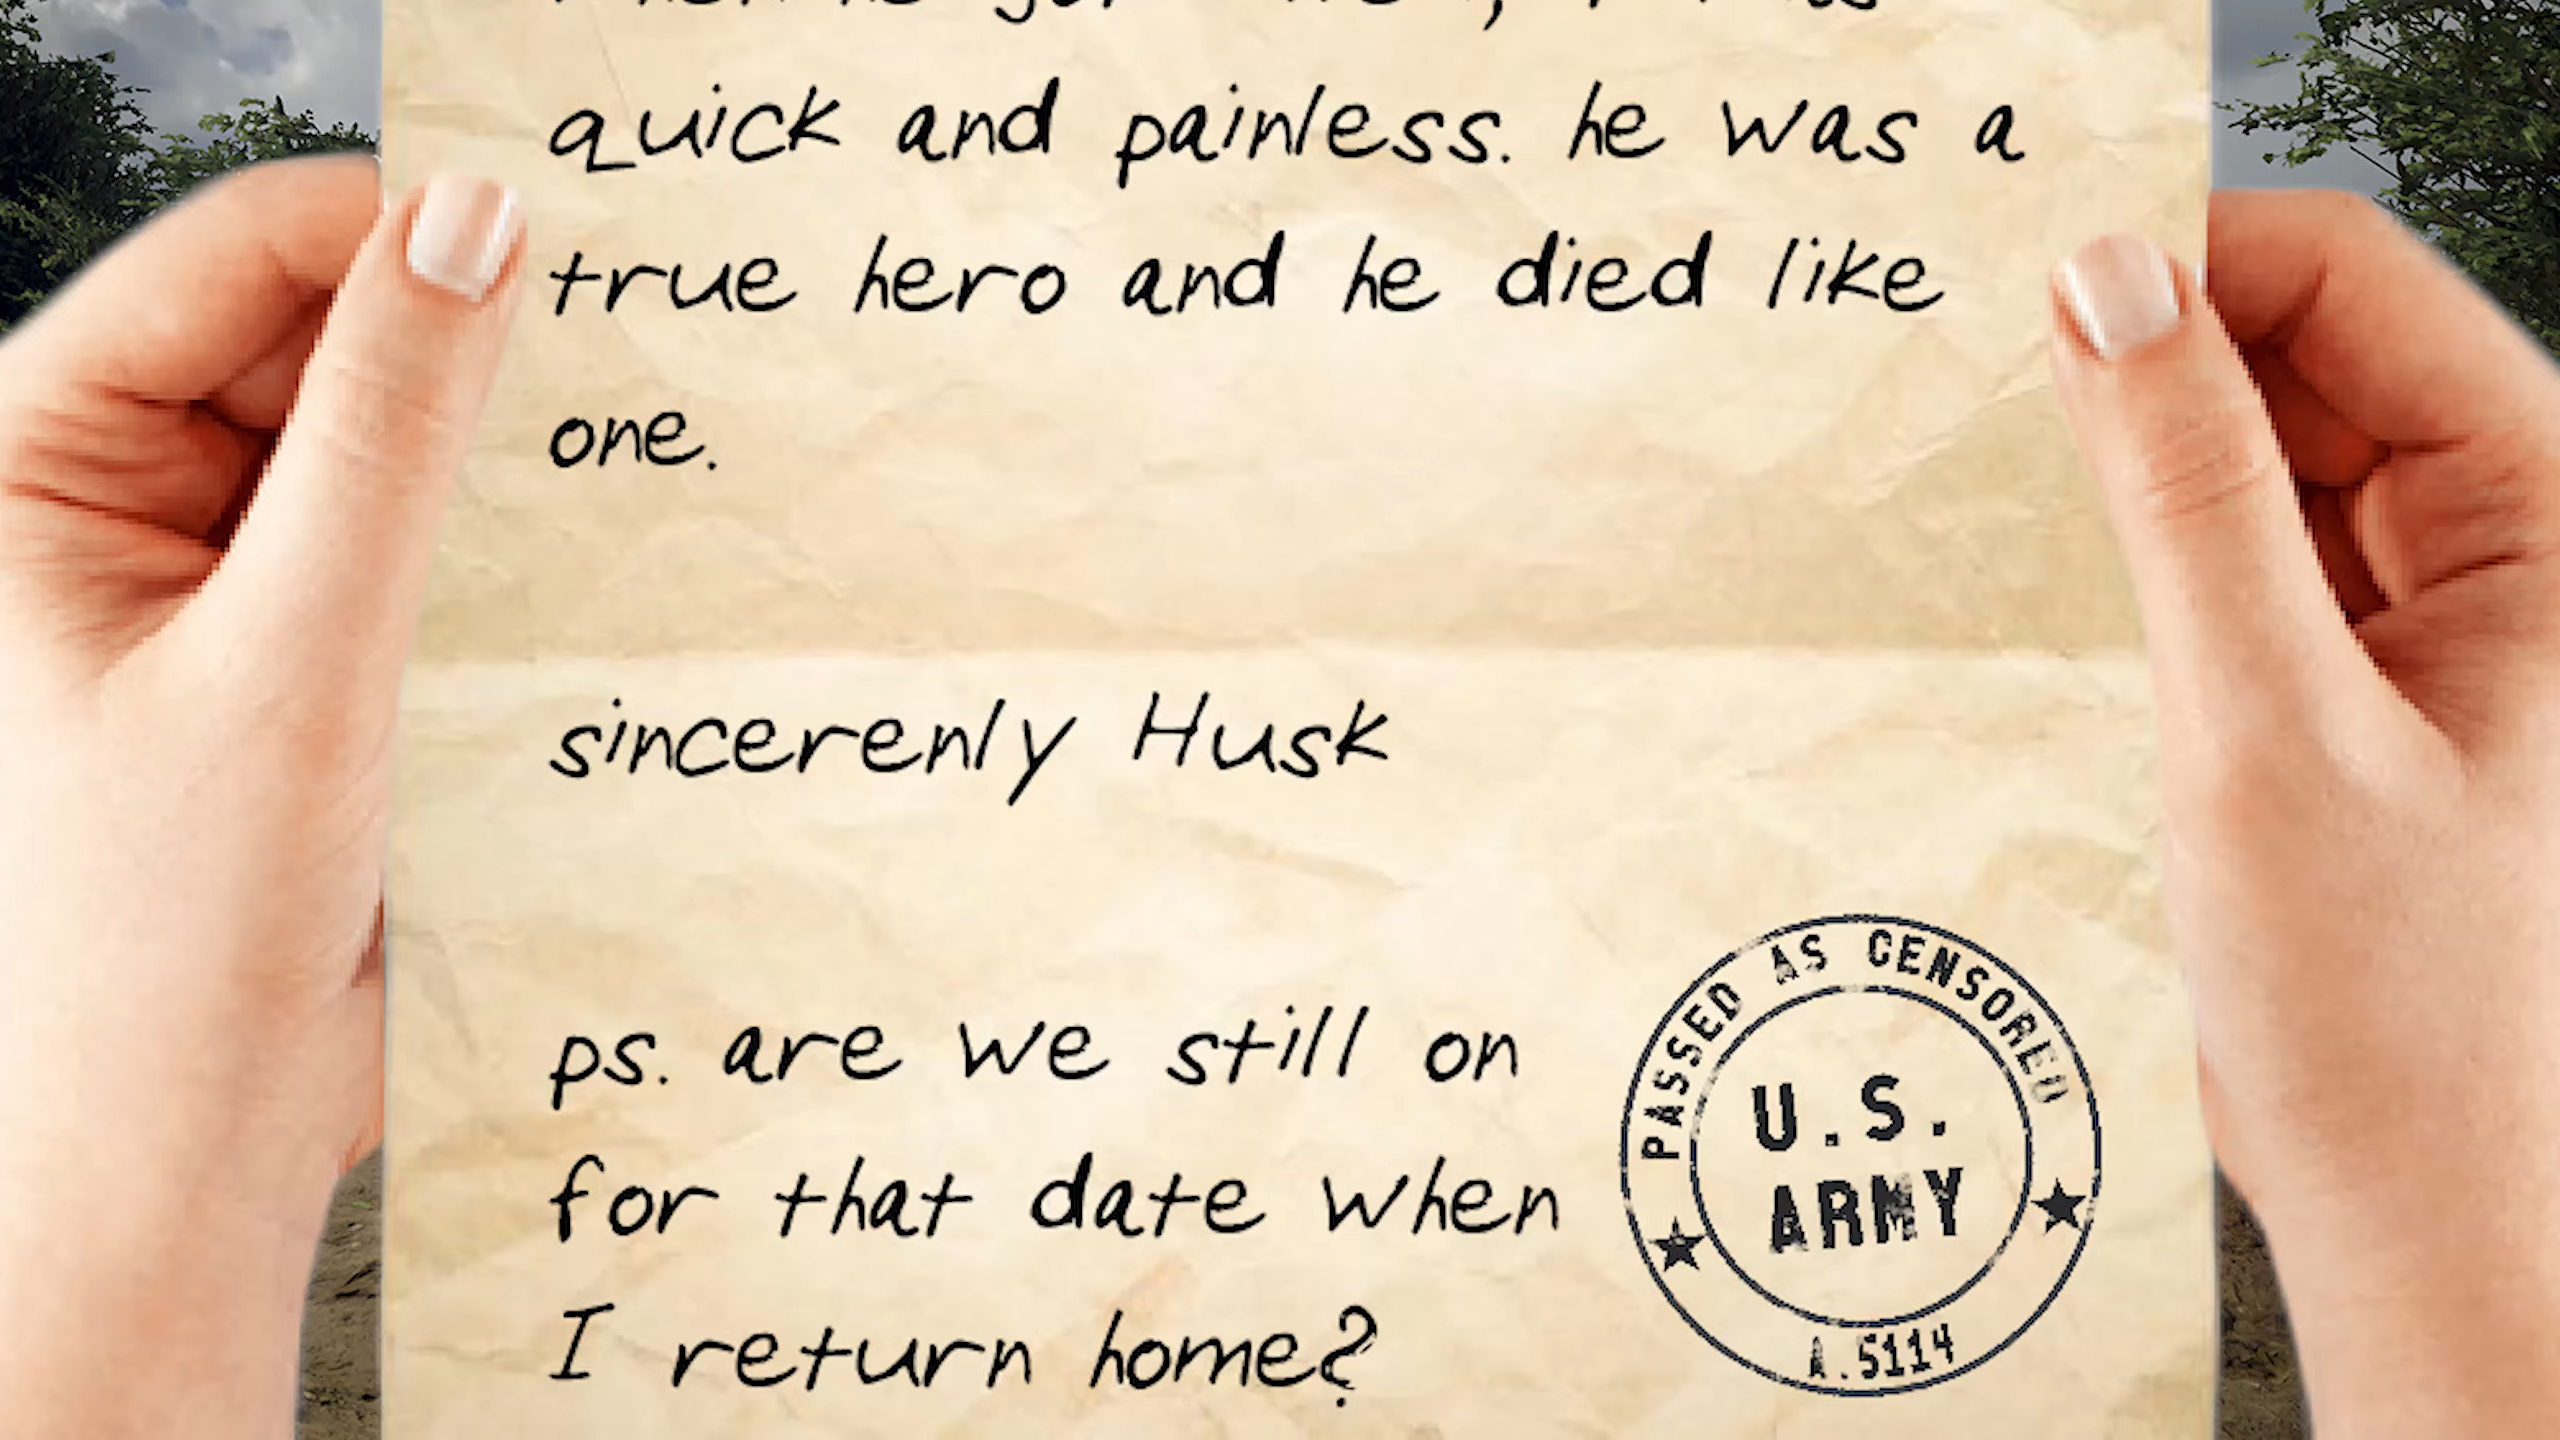 quick and painless. he was a
true hero and he died like
one.
sincerenly Husk
ps. are we still on
for that date when
I return home?
PASSED AS CENSORED
U.S.
ARMY
A.5114